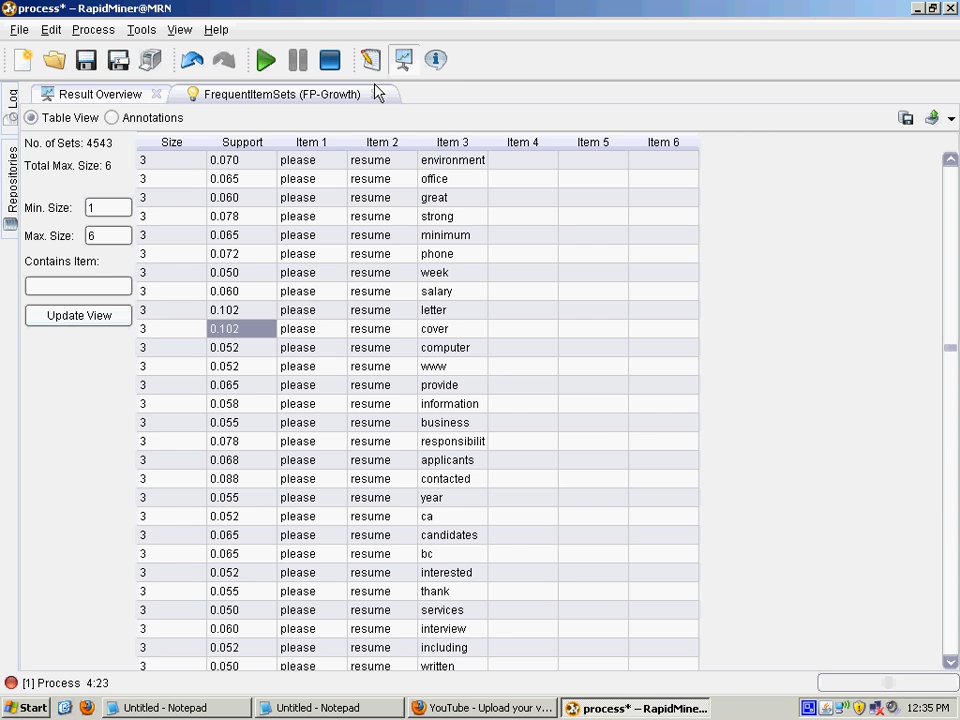 process* – RapidMiner@MRN
File Edit Process Tools View Help
Result Overview FrequentItemSets (FP-Growth)
Log
Repositories
Table View Annotations
No. of Sets: 4543
Total Max. Size: 6
Min. Size: 1
Max. Size: 6
Contains Item:
Update View
Size Support Item 1 Item 2 Item 3 Item 4 Item 5 Item 6
3 0.070 please resume environment
3 0.065 please resume office
3 0.060 please resume great
3 0.078 please resume strong
3 0.065 please resume minimum
3 0.072 please resume phone
3 0.050 please resume week
3 0.060 please resume salary
3 0.102 please resume letter
3 0.102 please resume cover
3 0.052 please resume computer
3 0.052 please resume www
3 0.065 please resume provide
3 0.058 please resume information
3 0.055 please resume business
3 0.078 please resume responsibilit
3 0.068 please resume applicants
3 0.088 please resume contacted
3 0.055 please resume year
3 0.052 please resume ca
3 0.065 please resume candidates
3 0.065 please resume bc
3 0.052 please resume interested
3 0.055 please resume thank
3 0.050 please resume services
3 0.060 please resume interview
3 0.052 please resume including
3 0.050 please resume written
[1] Process 4:23
Start Untitled - Notepad Untitled - Notepad YouTube - Upload your v... process* – RapidMine... 12:35 PM